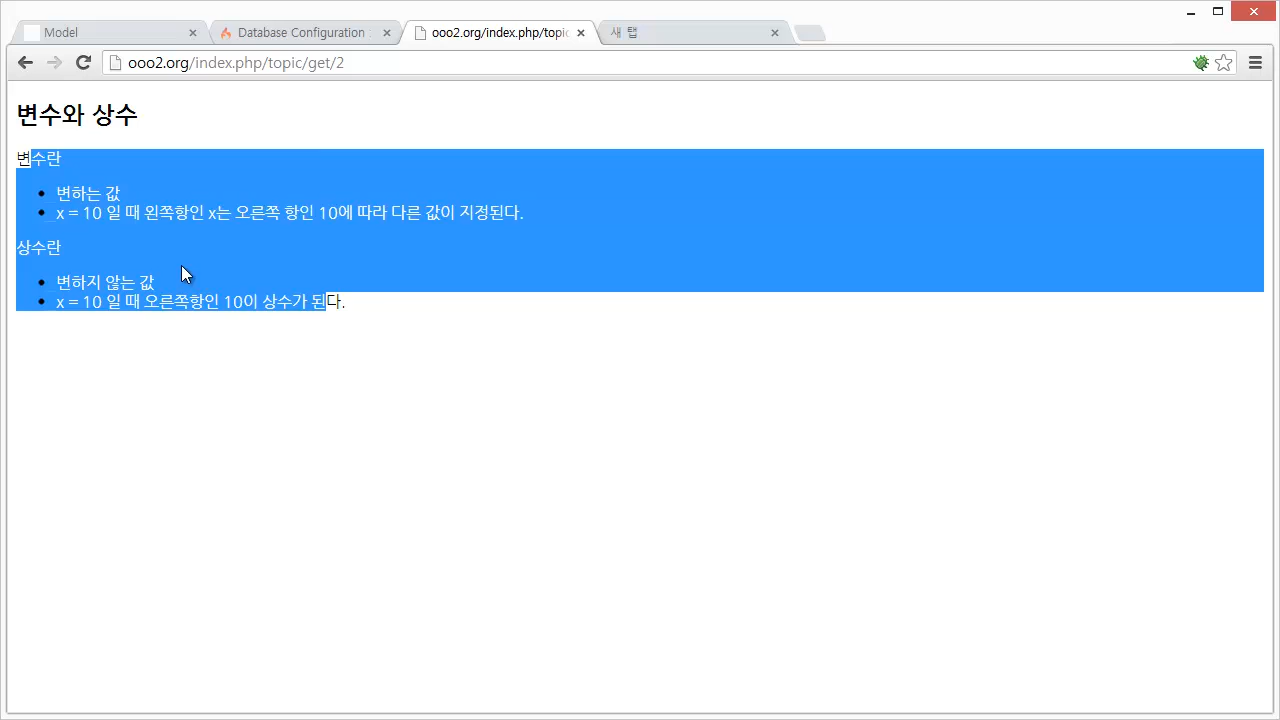 Model
Database Configuration :
ooo2.org/index.php/topic
새 탭
ooo2.org/index.php/topic/get/2
변수와 상수
변수란
변하는 값
x = 10 일 때 왼쪽항인 x는 오른쪽 항인 10에 따라 다른 값이 지정된다.
상수란
변하지 않는 값
x = 10 일 때 오른쪽항인 10이 상수가 된다.